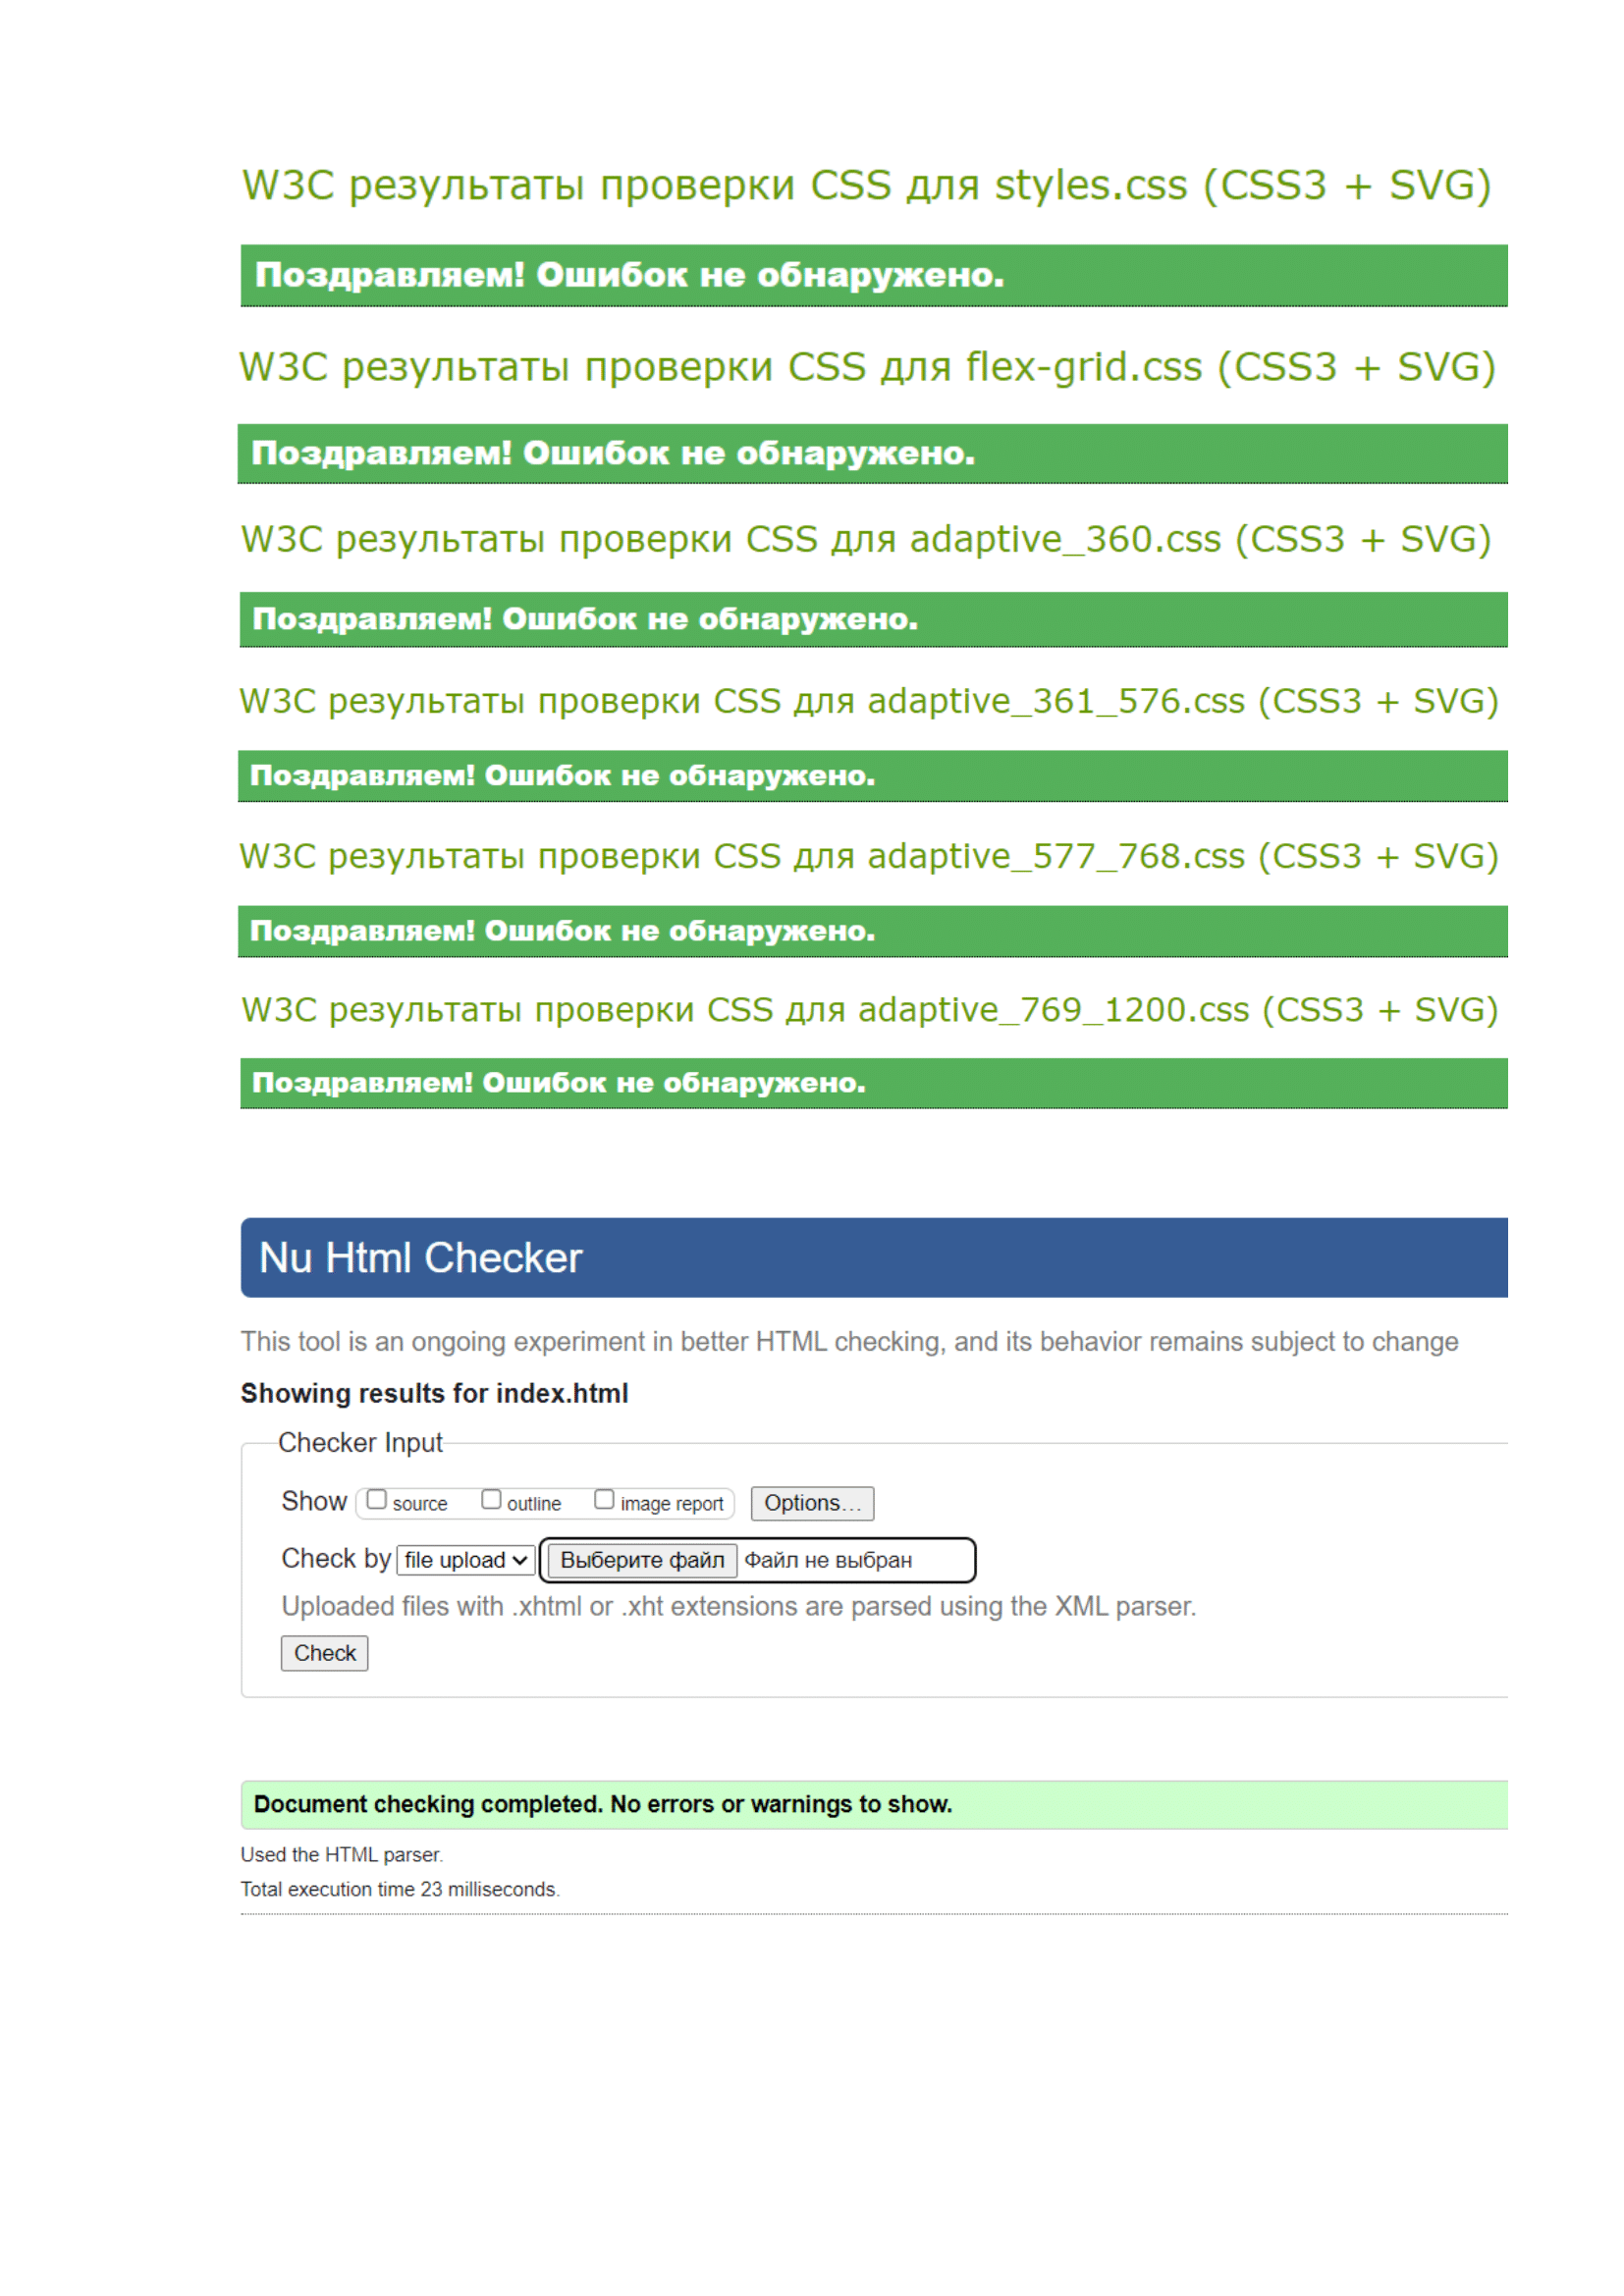 W3C результаты проверки CSS для styles.css (CSS3 + SVG)
Поздравляем! Ошибок не обнаружено.
W3C результаты проверки CSS для flex-grid.css (CSS3 + SVG)
Поздравляем! Ошибок не обнаружено.
W3C результаты проверки CSS для adaptive_360.css (CSS3 + SVG)
Поздравляем! Ошибок не обнаружено.
W3C результаты проверки CSS для adaptive_361_576.css (CSS3 + SVG)
Поздравляем! Ошибок не обнаружено.
W3C результаты проверки CSS для adaptive_577_768.css (CSS3 + SVG)
Поздравляем! Ошибок не обнаружено.
W3C результаты проверки CSS для adaptive_769_1200.css (CSS3 + SVG)
Поздравляем! Ошибок не обнаружено.
Nu Html Checker
This tool is an ongoing experiment in better HTML checking, and its behavior remains subject to change
Showing results for index.html
Checker Input
Show source outline image report Options...
Check by file upload Выберите файл Файл не выбран
Uploaded files with .xhtml or .xht extensions are parsed using the XML parser.
Check
Document checking completed. No errors or warnings to show.
Used the HTML parser.
Total execution time 23 milliseconds.